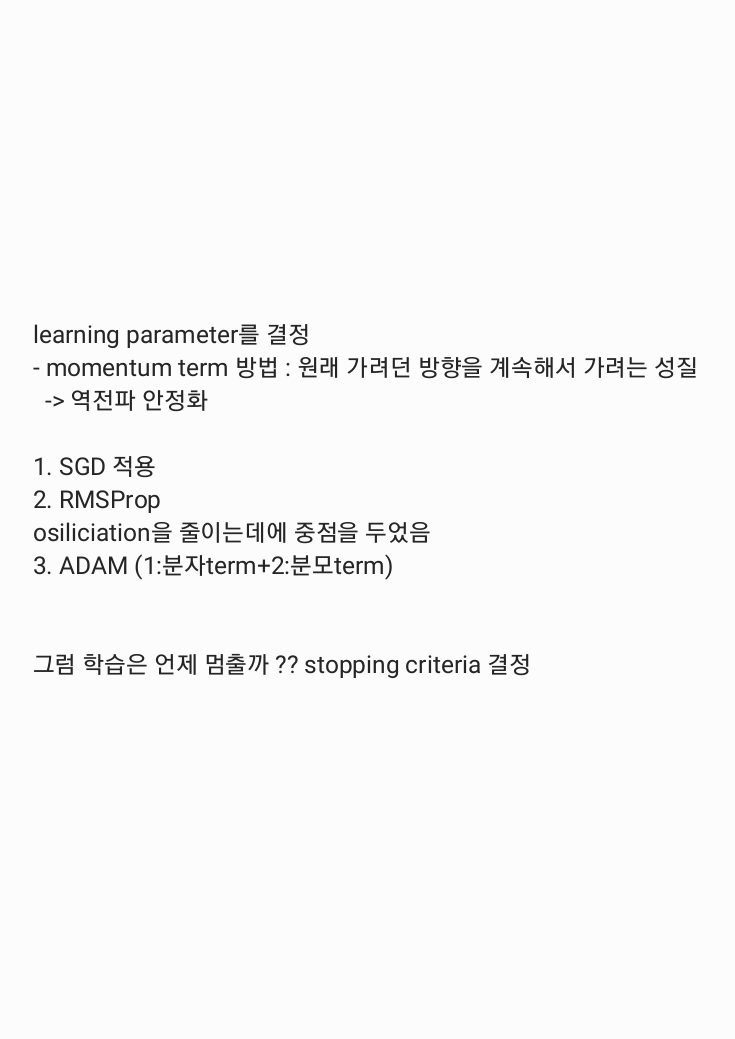 learning parameter를 결정
- momentum term 방법 : 원래 가려던 방향을 계속해서 가려는 성질
-> 역전파 안정화
1. SGD 적용
2. RMSProp
osiliciation을 줄이는데에 중점을 두었음
3. ADAM (1:분자term+2:분모term)
그럼 학습은 언제 멈출까 ?? stopping criteria 결정